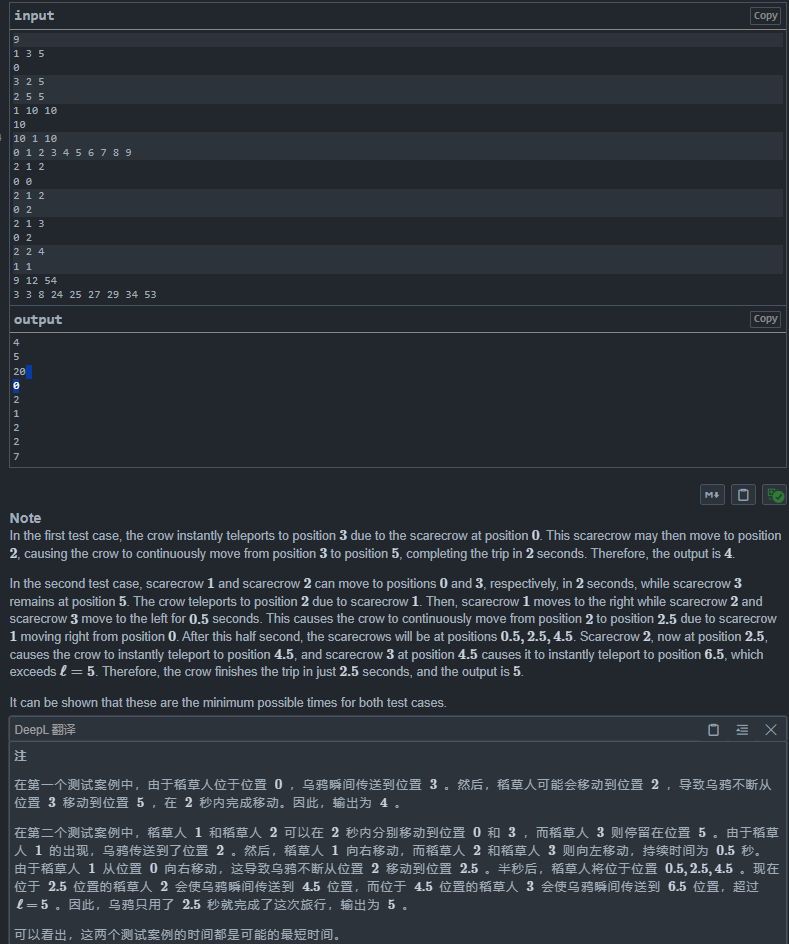 input
Copy
9
1 3 5
0
3 2 5
2 5 5
1 10 10
10
10 1 10
0 1 2 3 4 5 6 7 8 9
2 1 2
0 0
2 1 2
0 2
2 1 3
0 2
2 2 4
1 1
9 12 54
3 3 8 24 25 27 29 34 53
output
Copy
4
5
20
0
2
1
2
2
7
M↓
Note
In the first test case, the crow instantly teleports to position 3 due to the scarecrow at position 0. This scarecrow may then move to position
2, causing the crow to continuously move from position 3 to position 5, completing the trip in 2 seconds. Therefore, the output is 4.
In the second test case, scarecrow 1 and scarecrow 2 can move to positions 0 and 3, respectively, in 2 seconds, while scarecrow 3
remains at position 5. The crow teleports to position 2 due to scarecrow 1. Then, scarecrow 1 moves to the right while scarecrow 2 and
scarecrow 3 move to the left for 0.5 seconds. This causes the crow to continuously move from position 2 to position 2.5 due to scarecrow
1 moving right from position 0. After this half second, the scarecrows will be at positions 0.5, 2.5, 4.5. Scarecrow 2, now at position 2.5,
causes the crow to instantly teleport to position 4.5, and scarecrow 3 at position 4.5 causes it to instantly teleport to position 6.5, which
exceeds ℓ = 5. Therefore, the crow finishes the trip in just 2.5 seconds, and the output is 5.
It can be shown that these are the minimum possible times for both test cases.
DeepL 翻译
注
在第一个测试案例中，由于稻草人位于位置 0 ，乌鸦瞬间传送到位置 3 。然后，稻草人可能会移动到位置 2 ，导致乌鸦不断从
位置 3 移动到位置 5 ，在 2 秒内完成移动。因此，输出为 4 。
在第二个测试案例中，稻草人 1 和稻草人 2 可以在 2 秒内分别移动到位置 0 和 3 ，而稻草人 3 则停留在位置 5 。由于稻草
人 1 的出现，乌鸦传送到了位置 2 。然后，稻草人 1 向右移动，而稻草人 2 和稻草人 3 则向左移动，持续时间为 0.5 秒。
由于稻草人 1 从位置 0 向右移动，这导致乌鸦不断从位置 2 移动到位置 2.5 。半秒后，稻草人将位于位置 0.5, 2.5, 4.5 。现在
位于 2.5 位置的稻草人 2 会使乌鸦瞬间传送到 4.5 位置，而位于 4.5 位置的稻草人 3 会使乌鸦瞬间传送到 6.5 位置，超过
ℓ = 5 。因此，乌鸦只用了 2.5 秒就完成了这次旅行，输出为 5 。
可以看出，这两个测试案例的时间都是可能的最短时间。